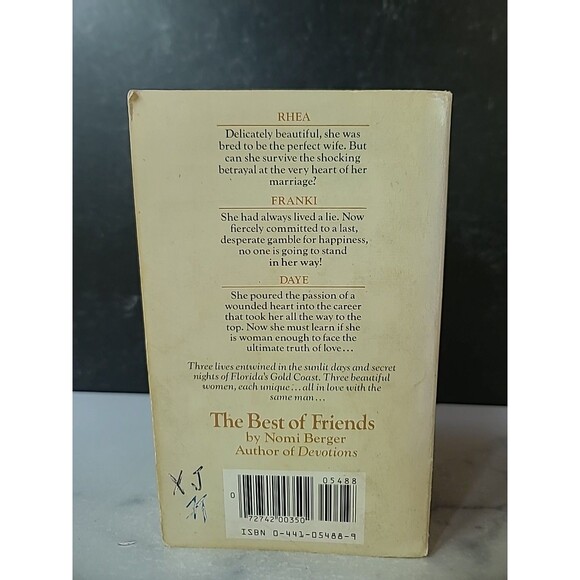 RHEA
Delicately beautiful, she was
bred to be the perfect wife. But
can she survive the shocking
betrayal at the very heart of her
marriage?
FRANKI
She had always lived a lie. Now
fiercely committed to a last,
desperate gamble for happiness,
no one is going to stand
in her way!
DAYE
She poured the passion of a
wounded heart into the career
that took her all the way to the
top. Now she must learn if she
is woman enough to face the
ultimate truth of love...
Three lives entwined in the sunlit days and secret
nights of Florida's Gold Coast. Three beautiful
women, each unique...all in love with the
same man...
The Best of Friends
by Nomi Berger
Author of Devotions
05488
0
72742 00350
ISBN 0-441-05488-9